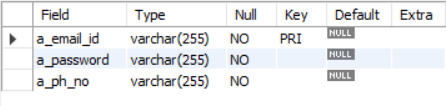 Field Type Null Key Default Extra
a_email_id varchar(255) NO PRI NULL
a_password varchar(255) NO NULL
a_ph_no varchar(255) NO NULL